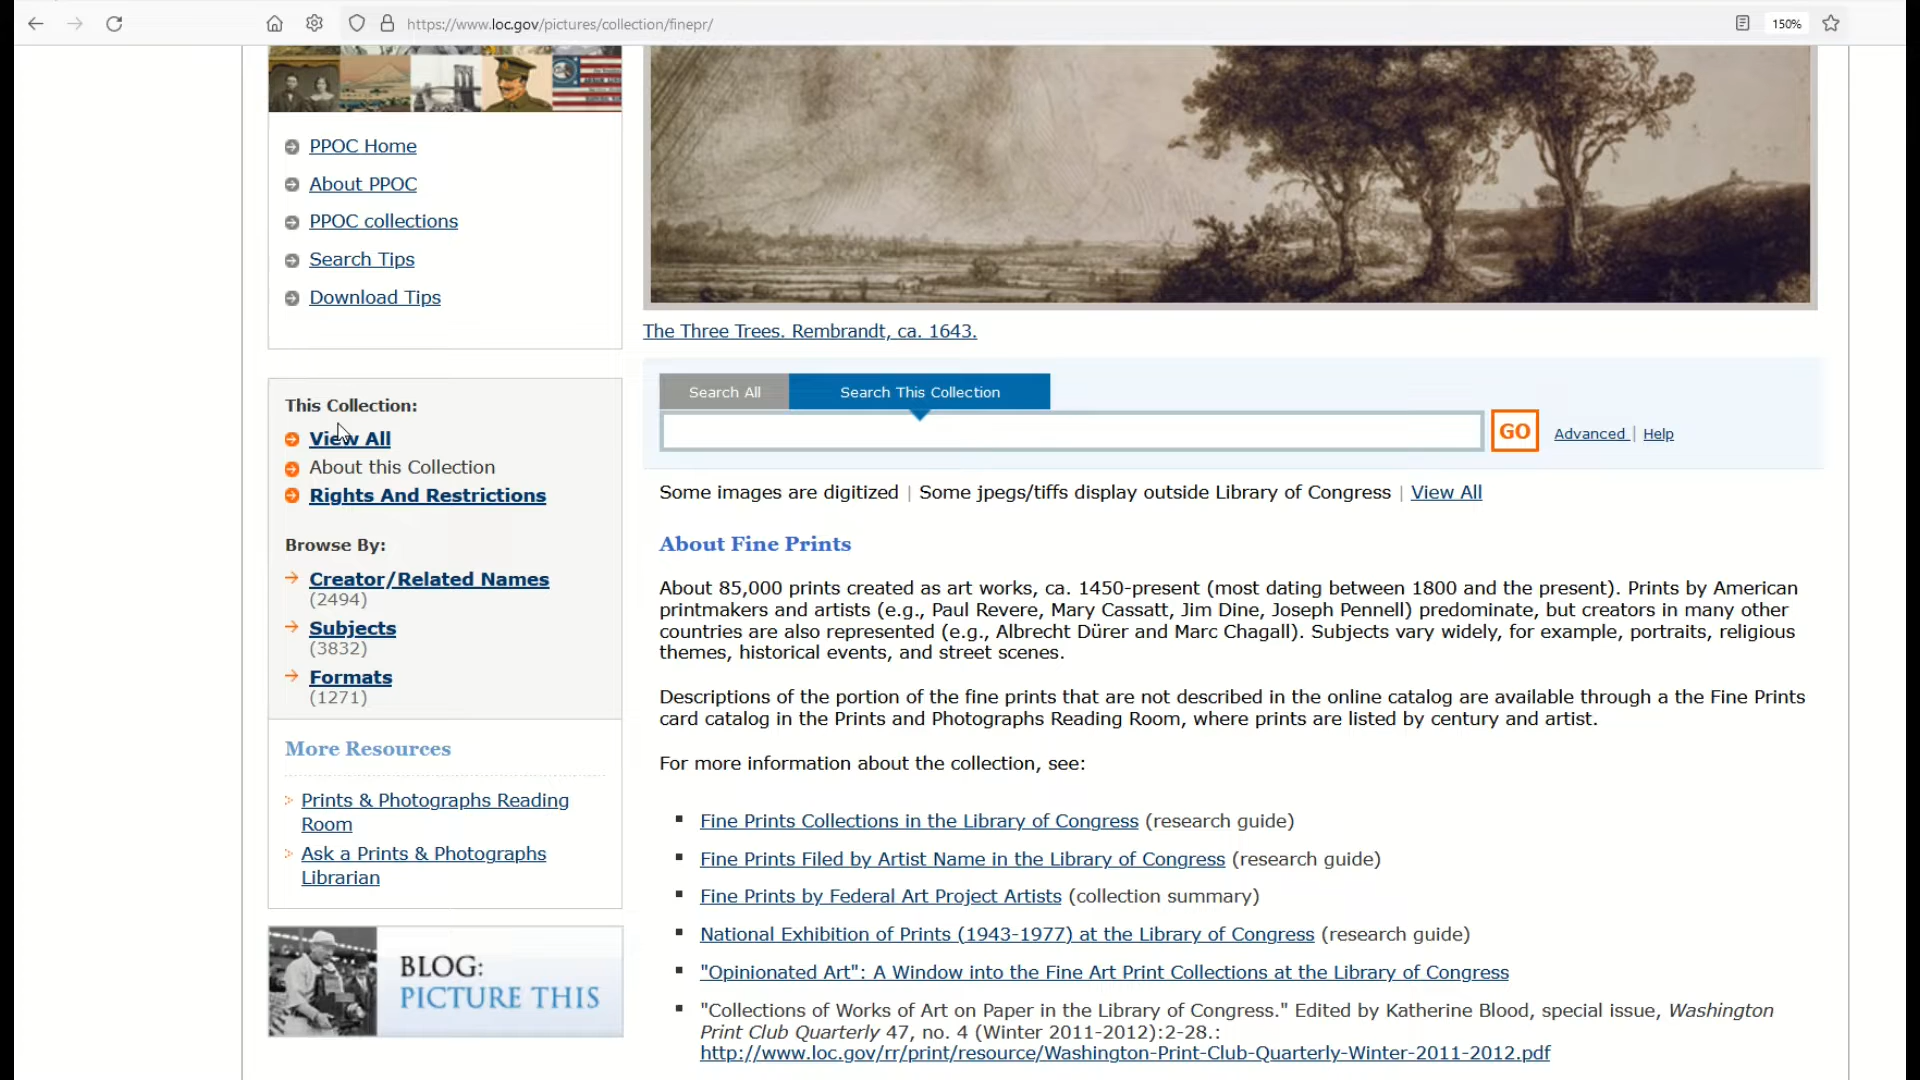 https://www.loc.gov/pictures/collection/finepr/
150%
PPOC Home
About PPOC
PPOC collections
Search Tips
Download Tips
The Three Trees. Rembrandt, ca. 1643.
Search All
Search This Collection
GO
Advanced | Help
Some images are digitized | Some jpegs/tiffs display outside Library of Congress | View All
This Collection:
View All
About this Collection
Rights And Restrictions
Browse By:
Creator/Related Names
(2494)
Subjects
(3832)
Formats
(1271)
More Resources
Prints & Photographs Reading
Room
Ask a Prints & Photographs
Librarian
BLOG:
PICTURE THIS
About Fine Prints
About 85,000 prints created as art works, ca. 1450-present (most dating between 1800 and the present). Prints by American
printmakers and artists (e.g., Paul Revere, Mary Cassatt, Jim Dine, Joseph Pennell) predominate, but creators in many other
countries are also represented (e.g., Albrecht Dürer and Marc Chagall). Subjects vary widely, for example, portraits, religious
themes, historical events, and street scenes.
Descriptions of the portion of the fine prints that are not described in the online catalog are available through a the Fine Prints
card catalog in the Prints and Photographs Reading Room, where prints are listed by century and artist.
For more information about the collection, see:
Fine Prints Collections in the Library of Congress (research guide)
Fine Prints Filed by Artist Name in the Library of Congress (research guide)
Fine Prints by Federal Art Project Artists (collection summary)
National Exhibition of Prints (1943-1977) at the Library of Congress (research guide)
"Opinionated Art": A Window into the Fine Art Print Collections at the Library of Congress
"Collections of Works of Art on Paper in the Library of Congress." Edited by Katherine Blood, special issue, Washington
Print Club Quarterly 47, no. 4 (Winter 2011-2012):2-28.:
http://www.loc.gov/rr/print/resource/Washington-Print-Club-Quarterly-Winter-2011-2012.pdf